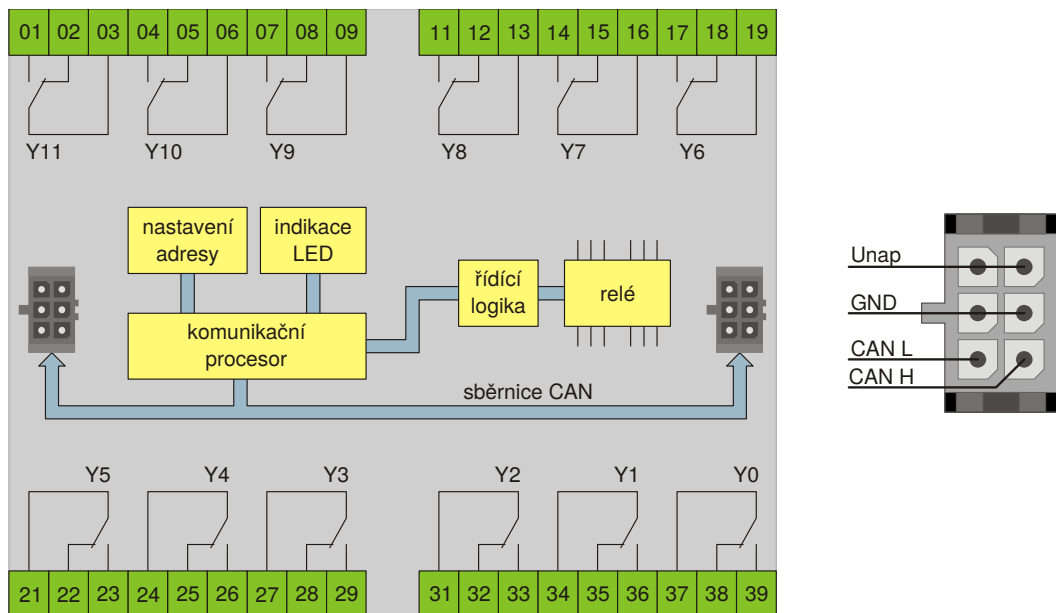 01 02 03 04 05 06 07 08 09 11 12 13 14 15 16 17 18 19
Y11 Y10 Y9 Y8 Y7 Y6
nastavení
adresy
indikace
LED
řídící
logika
relé
komunikační
procesor
sběrnice CAN
Y5 Y4 Y3 Y2 Y1 Y0
21 22 23 24 25 26 27 28 29 31 32 33 34 35 36 37 38 39
Unap
GND
CAN L
CAN H